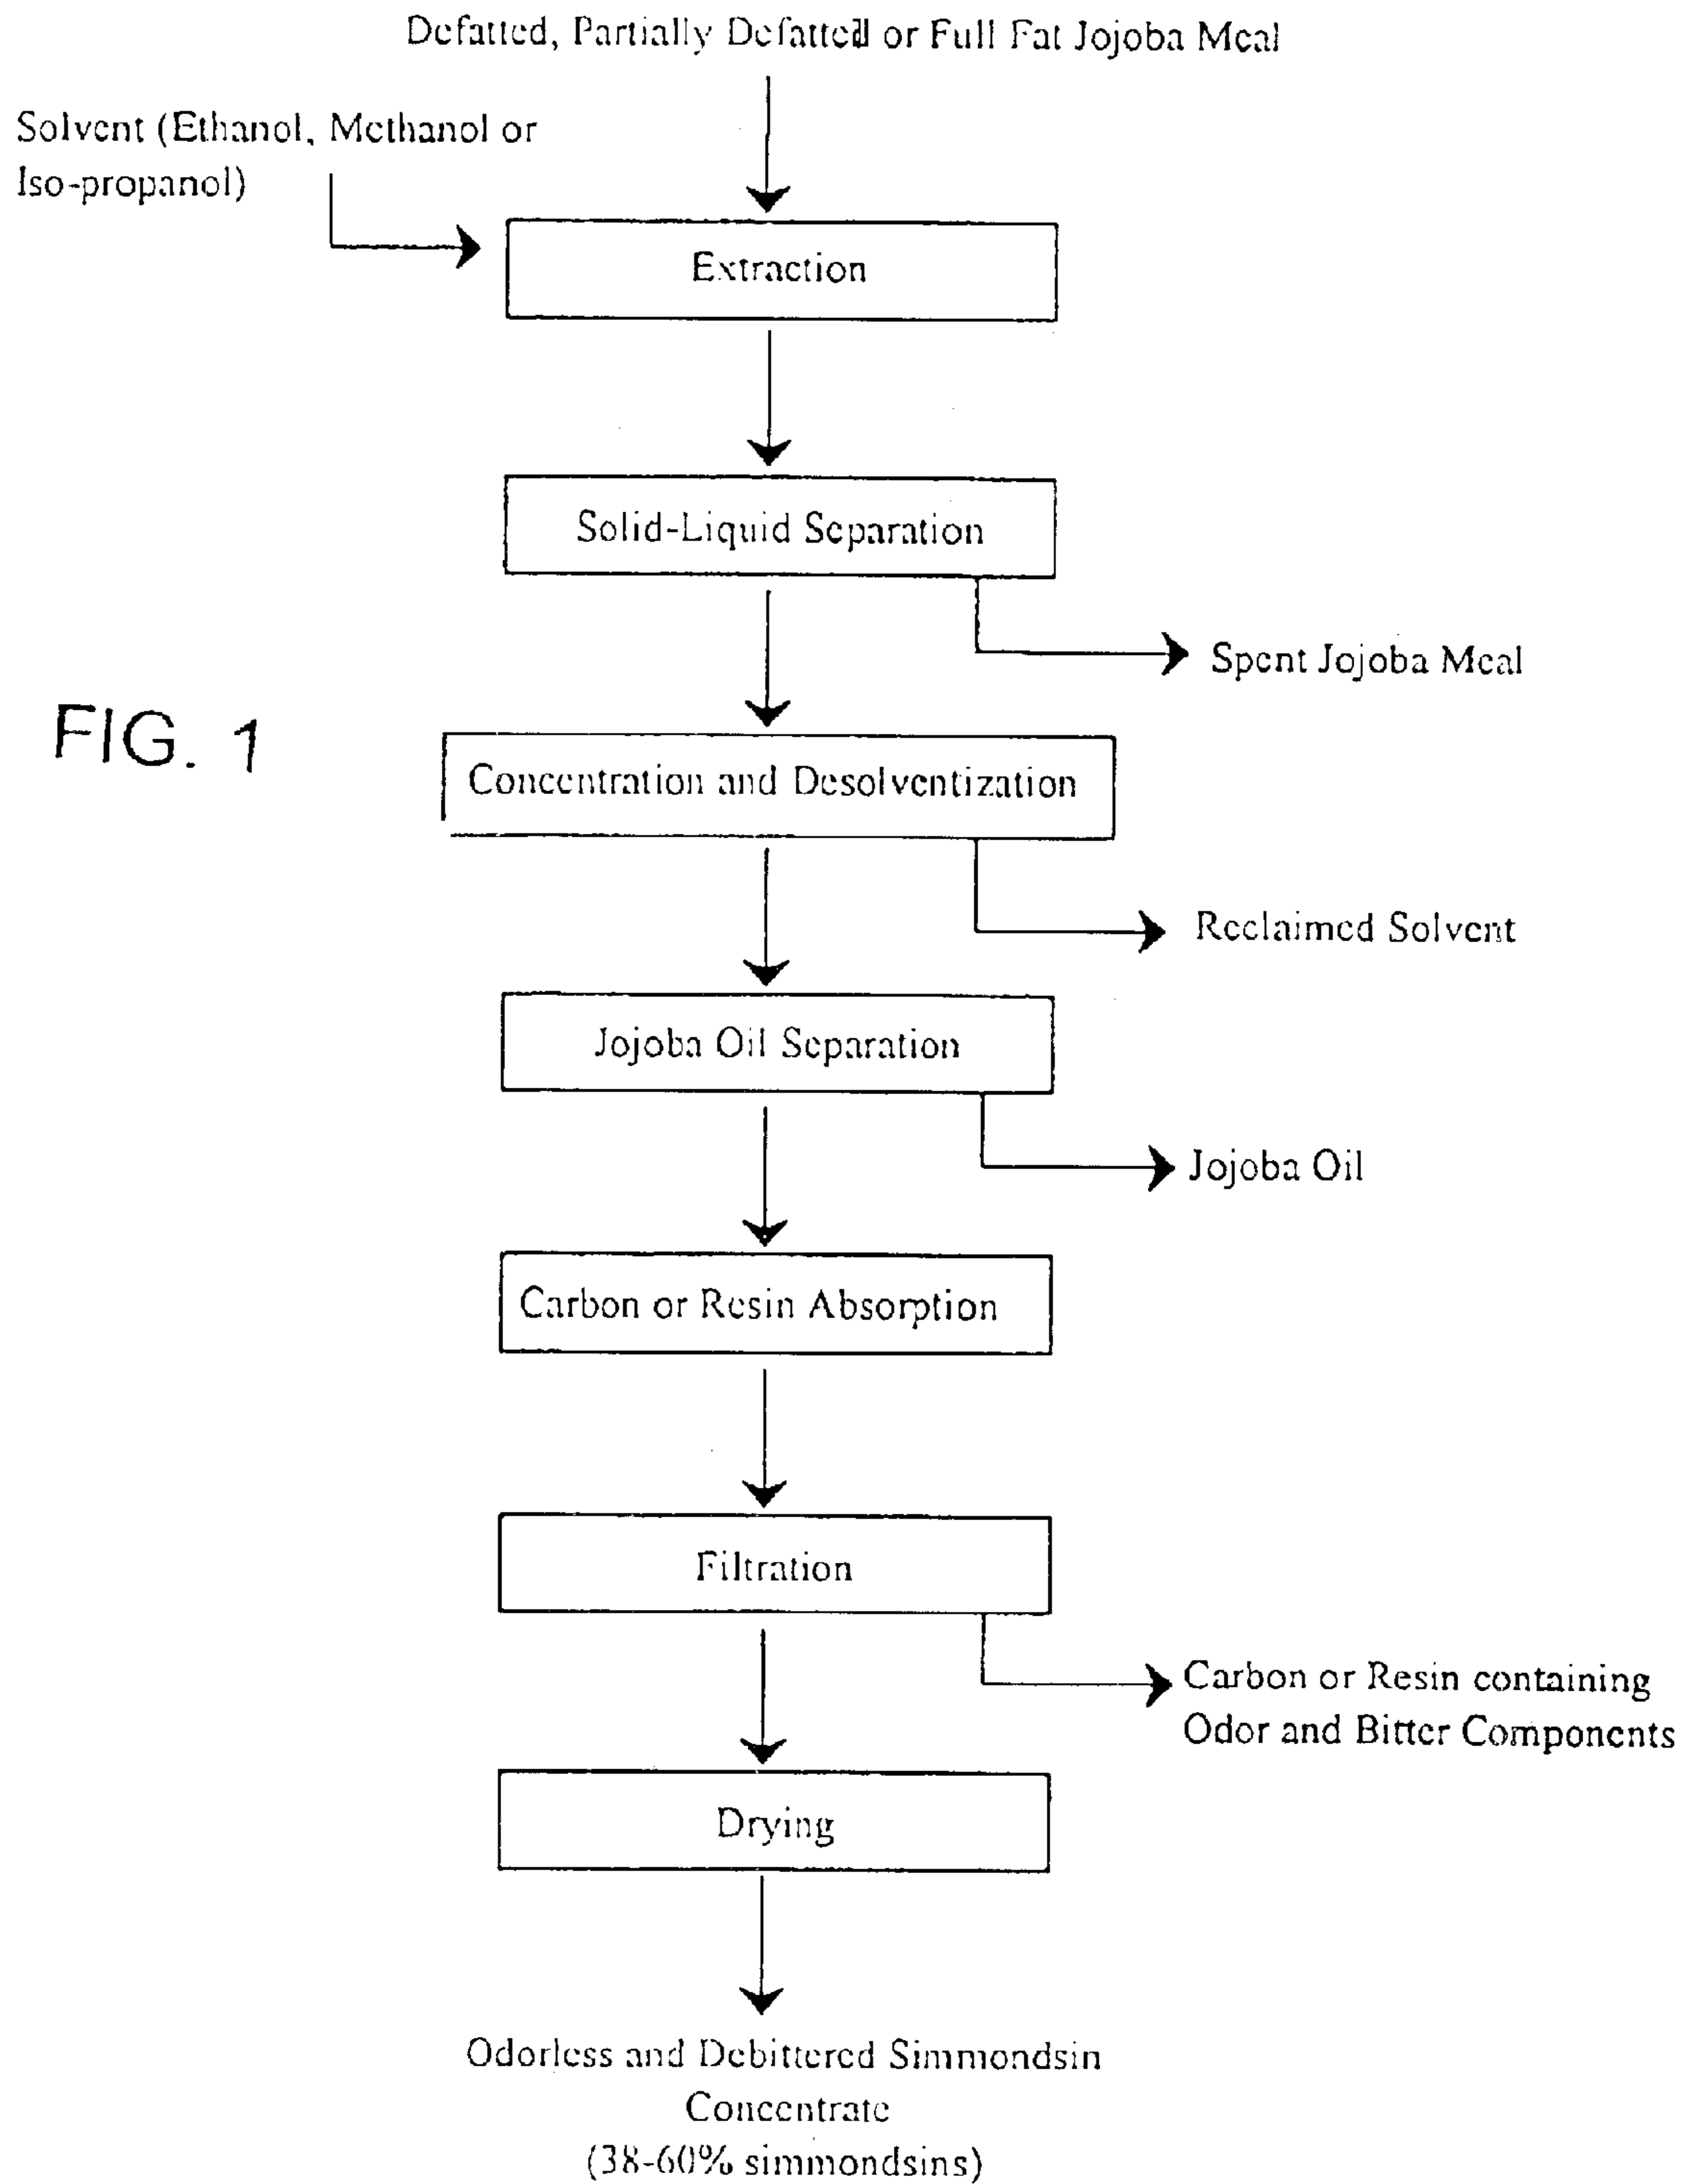 Defatted, Partially Defatted or Full Fat Jojoba Meal
Solvent (Ethanol, Methanol or
Iso-propanol)
Extraction
Solid-Liquid Separation
Spent Jojoba Meal
FIG. 1
Concentration and Desolventization
Reclaimed Solvent
Jojoba Oil Separation
Jojoba Oil
Carbon or Resin Absorption
Filtration
Carbon or Resin containing
Odor and Bitter Components
Drying
Odorless and Debittered Simmondsin
Concentrate
(38-60% simmondsins)